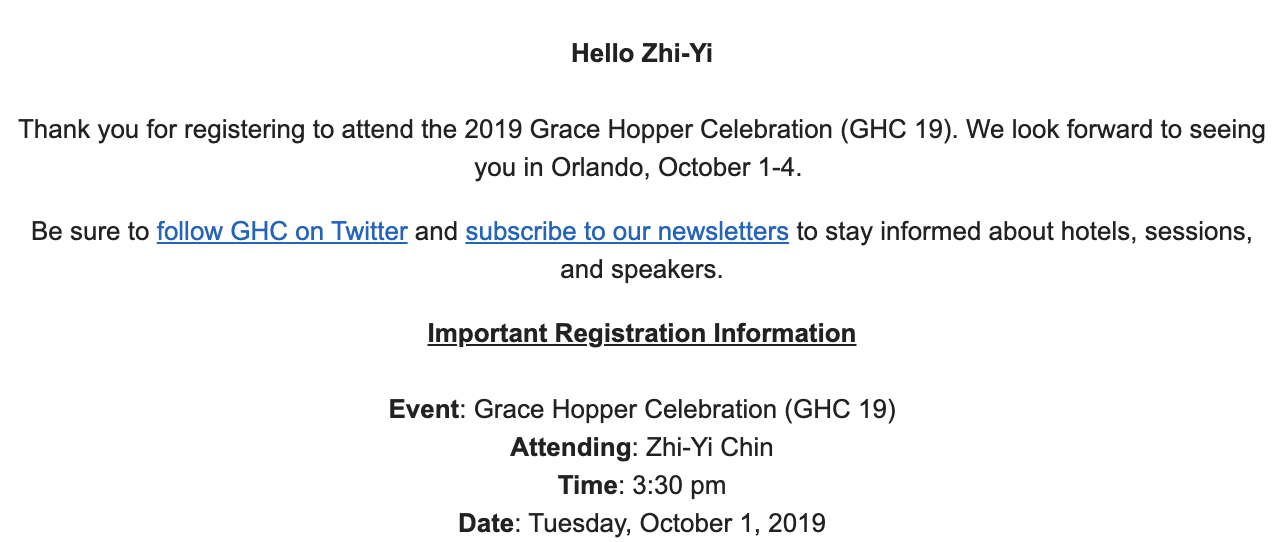 Hello Zhi-Yi
Thank you for registering to attend the 2019 Grace Hopper Celebration (GHC 19). We look forward to seeing
you in Orlando, October 1-4.
Be sure to follow GHC on Twitter and subscribe to our newsletters to stay informed about hotels, sessions,
and speakers.
Important Registration Information
Event: Grace Hopper Celebration (GHC 19)
Attending: Zhi-Yi Chin
Time: 3:30 pm
Date: Tuesday, October 1, 2019